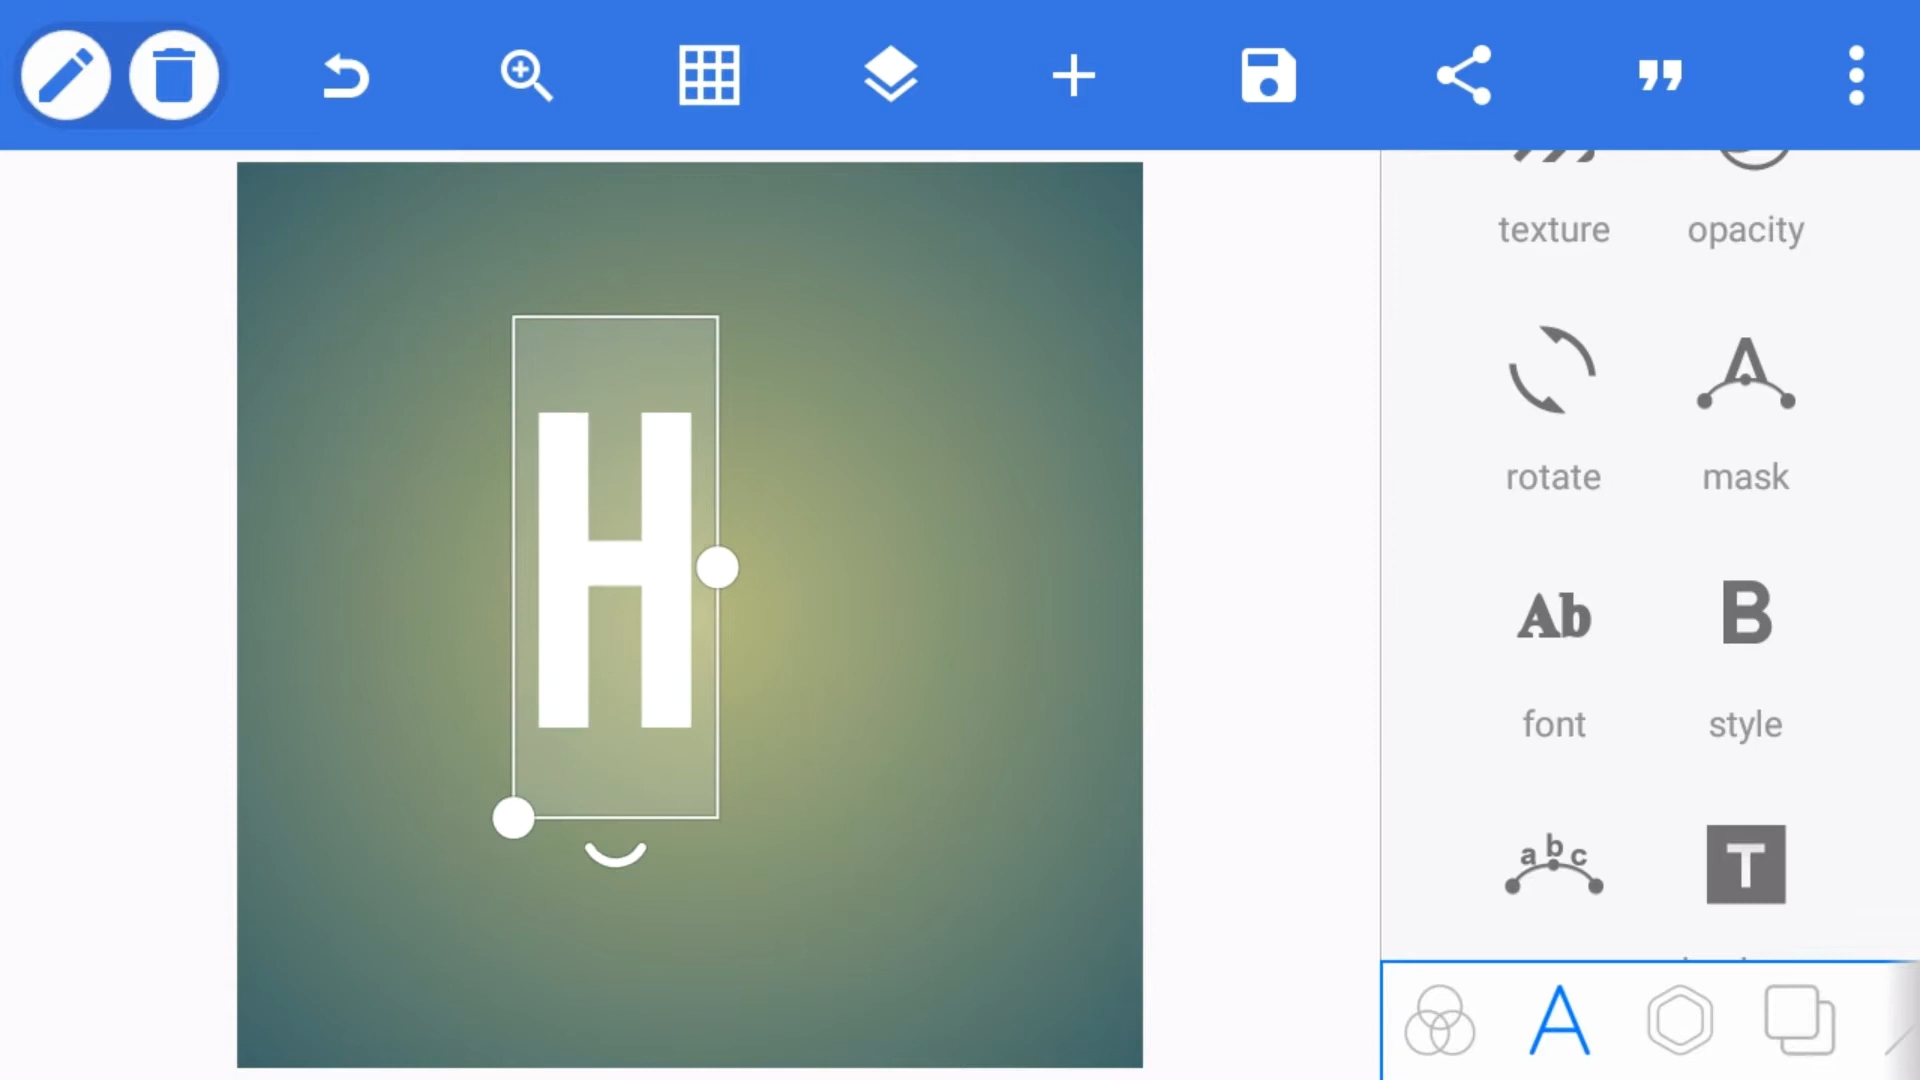 texture opacity
H
rotate mask
Ab B
font style
abc T
A